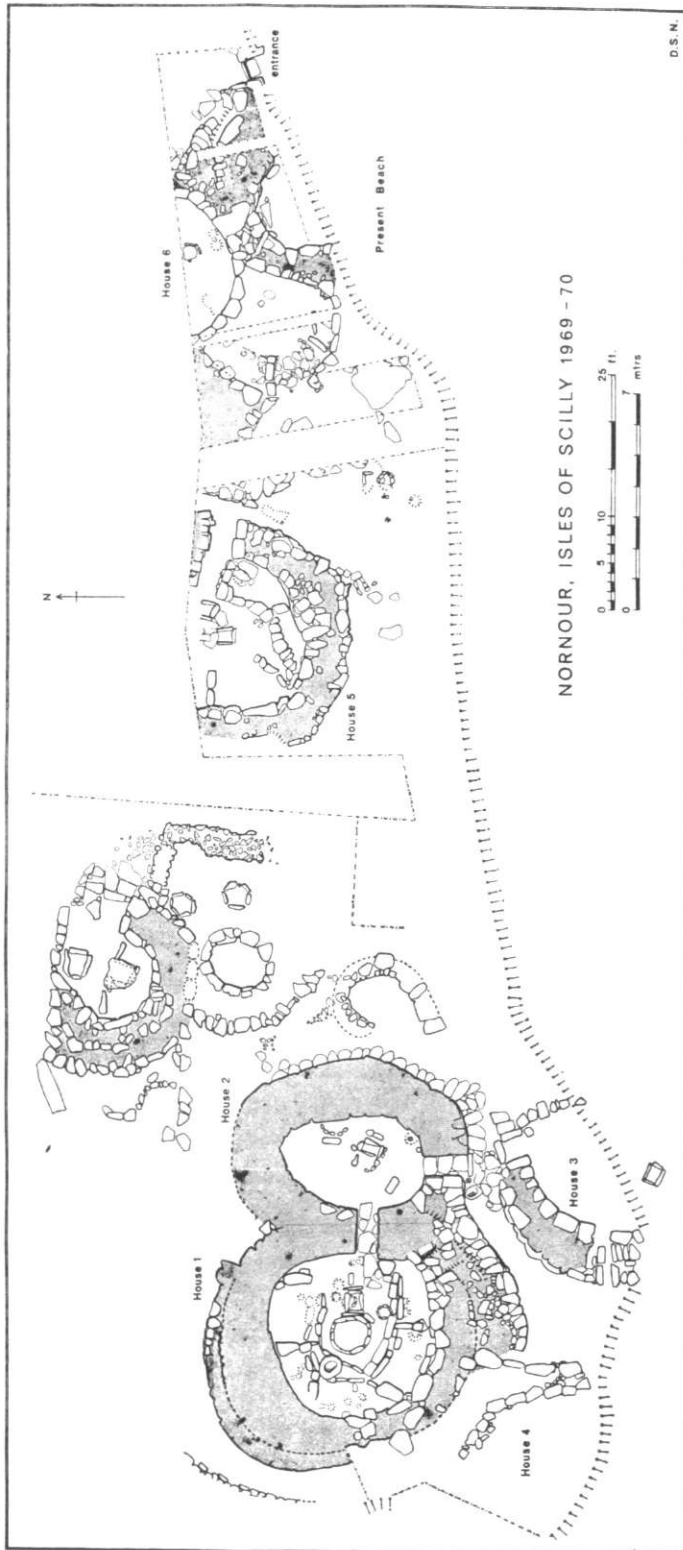 D.S.N.
entrance
Present Beach
House 6
NORNOUR, ISLES OF SCILLY 1969 - 70
0 5 10 25 ft.
0 7 mtrs
N
House 5
House 2
House 1
House 3
House 4